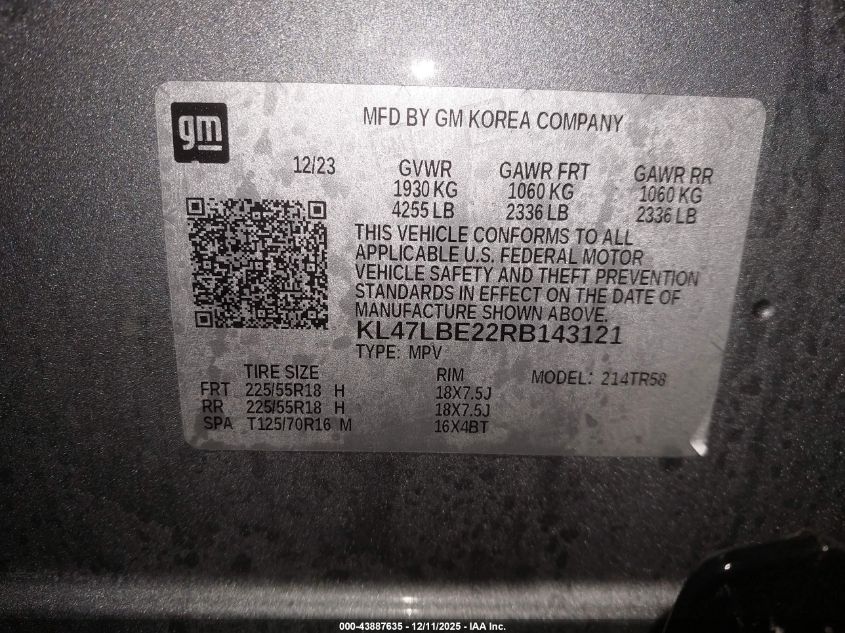 gm
MFD BY GM KOREA COMPANY
12/23 GVWR GAWR FRT GAWR RR
1930 KG 1060 KG 1060 KG
4255 LB 2336 LB 2336 LB
THIS VEHICLE CONFORMS TO ALL
APPLICABLE U.S. FEDERAL MOTOR
VEHICLE SAFETY AND THEFT PREVENTION
STANDARDS IN EFFECT ON THE DATE OF
MANUFACTURE SHOWN ABOVE.
KL47LBE22RB143121
TYPE: MPV
TIRE SIZE RIM MODEL: 214TR58
FRT 225/55R18 H 18X7.5J
RR 225/55R18 H 18X7.5J
SPA T125/70R16 M 16X4BT
000-43887635 - 12/11/2025 - IAA Inc.